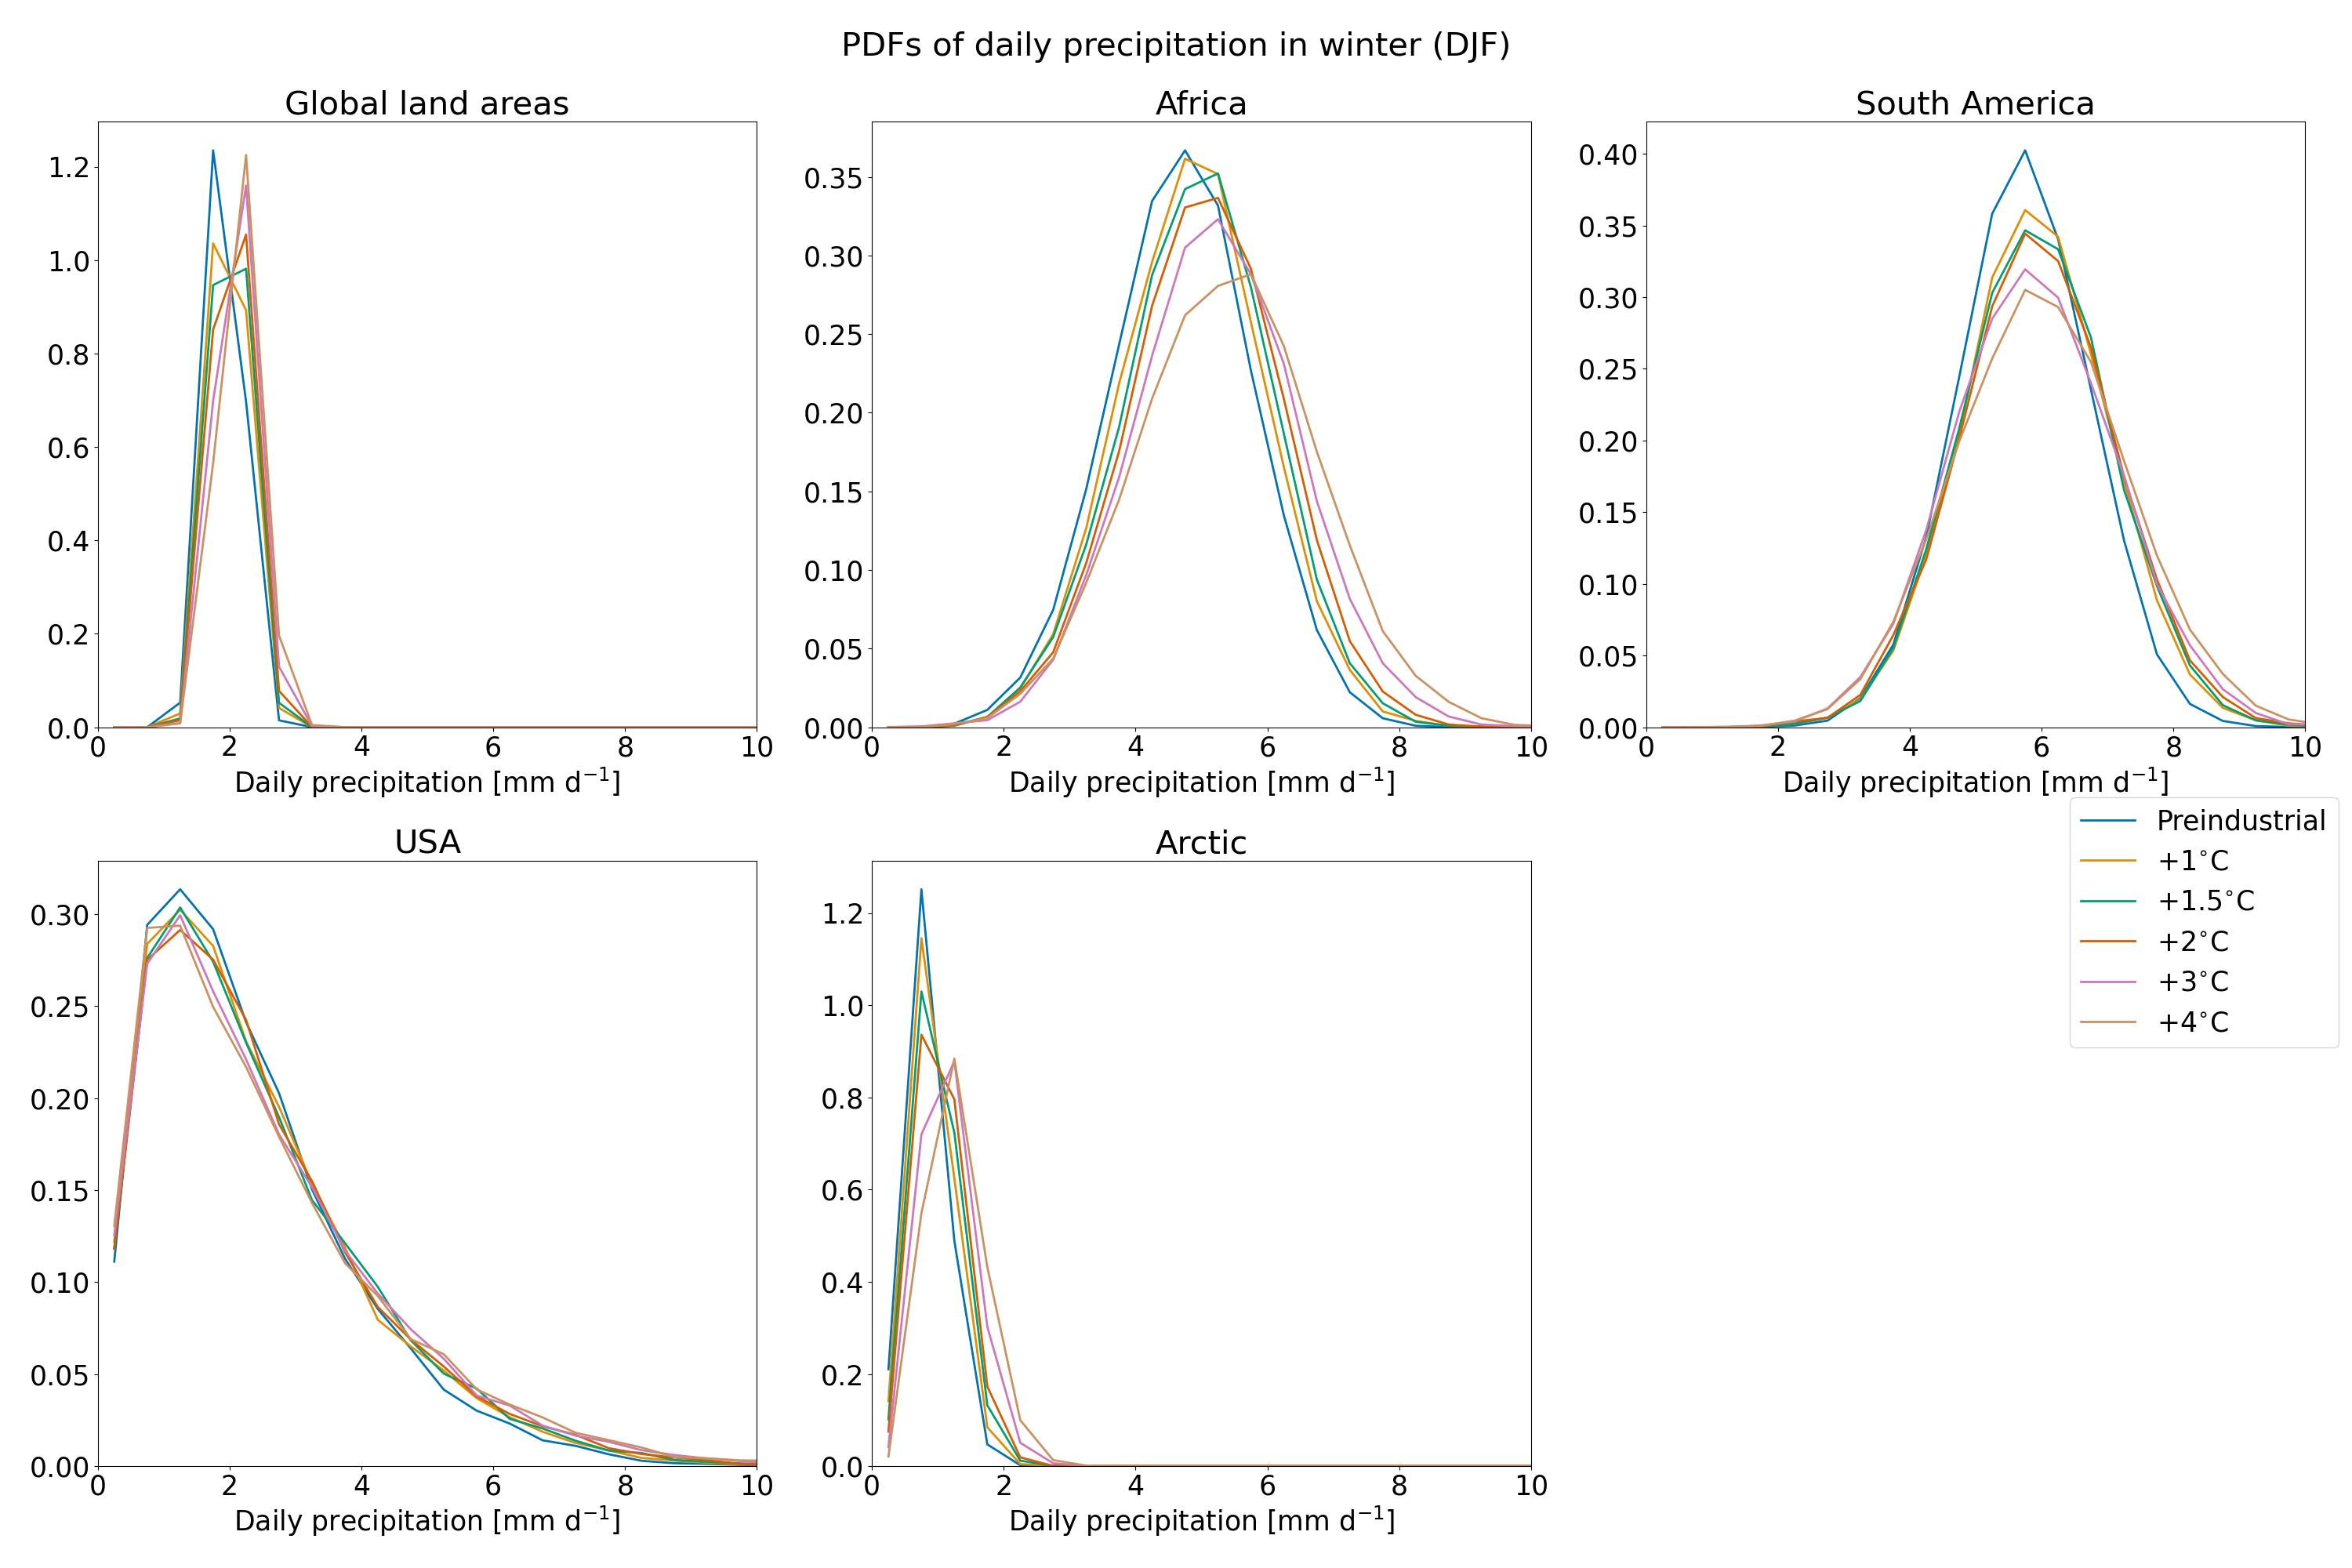 PDFs of daily precipitation in winter (DJF)
Global land areas
1.2
1.0
0.8
0.6
0.4
0.2
0.0
0 2 4 6 8 10
Daily precipitation [mm d⁻¹]
Africa
0.35
0.30
0.25
0.20
0.15
0.10
0.05
0.00
0 2 4 6 8 10
Daily precipitation [mm d⁻¹]
South America
0.40
0.35
0.30
0.25
0.20
0.15
0.10
0.05
0.00
0 2 4 6 8 10
Daily precipitation [mm d⁻¹]
Preindustrial
+1°C
+1.5°C
+2°C
+3°C
+4°C
USA
0.30
0.25
0.20
0.15
0.10
0.05
0.00
0 2 4 6 8 10
Daily precipitation [mm d⁻¹]
Arctic
1.2
1.0
0.8
0.6
0.4
0.2
0.0
0 2 4 6 8 10
Daily precipitation [mm d⁻¹]